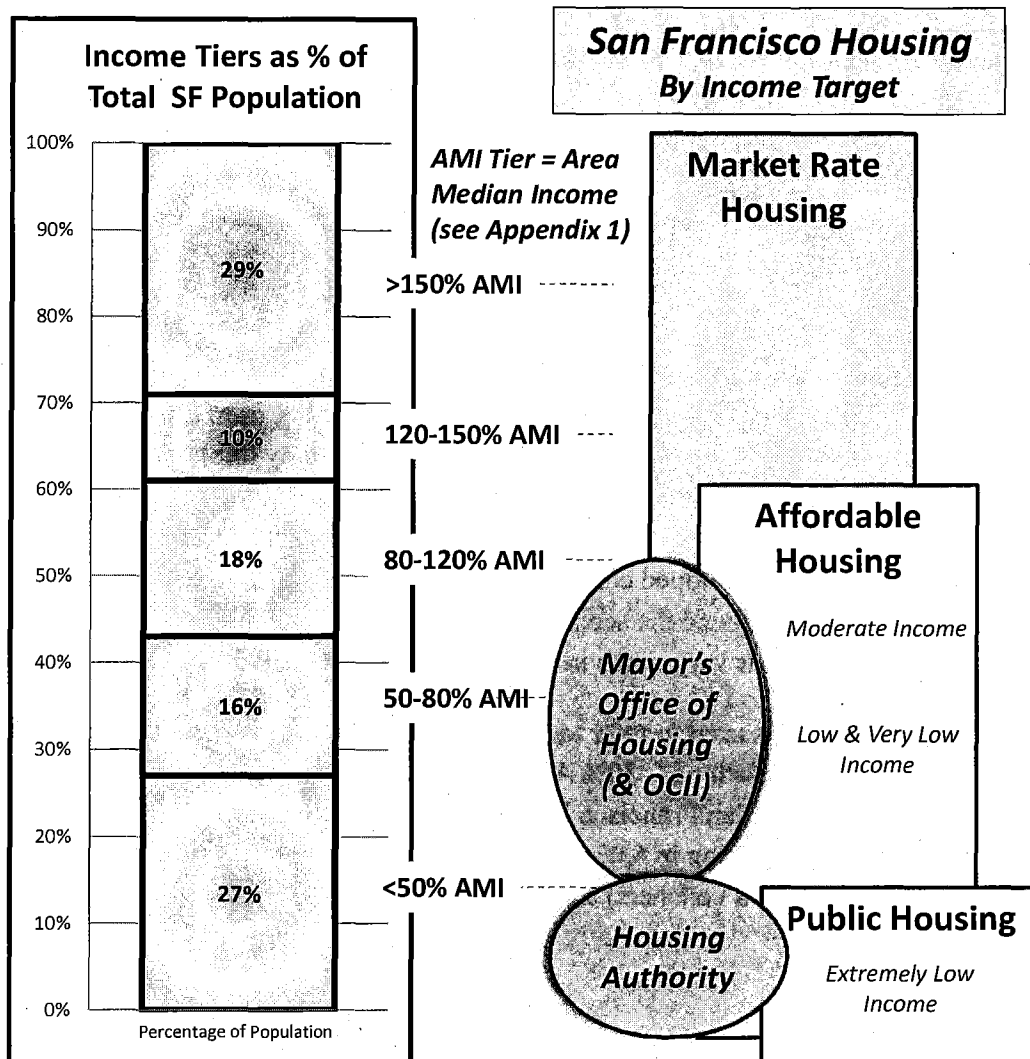 Income Tiers as % of
Total SF Population
100%
90%
80%
70%
60%
50%
40%
30%
20%
10%
0%
29%
10%
18%
16%
27%
Percentage of Population
AMI Tier = Area
Median Income
(see Appendix 1)
>150% AMI
120-150% AMI
80-120% AMI
50-80% AMI
<50% AMI
San Francisco Housing
By Income Target
Market Rate
Housing
Affordable
Housing
Moderate Income
Low & Very Low
Income
Mayor's
Office of
Housing
(& OCII)
Housing
Authority
Public Housing
Extremely Low
Income